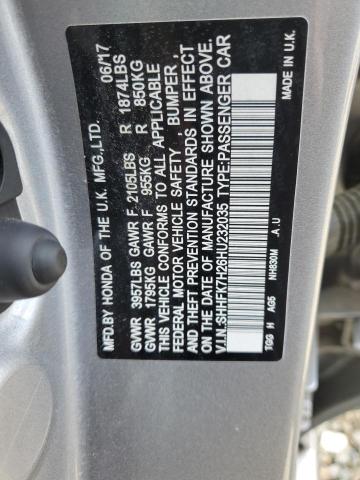 MFD.BY HONDA OF THE U.K. MFG.,LTD. 06/17
GVWR 3957LBS GAWR F 2105LBS R 1874LBS
GVWR 1795KG GAWR F 955KG R 850KG
THIS VEHICLE CONFORMS TO ALL APPLICABLE
FEDERAL MOTOR VEHICLE SAFETY , BUMPER ,
AND THEFT PREVENTION STANDARDS IN EFFECT
ON THE DATE OF MANUFACTURE SHOWN ABOVE.
V.I.N.:SHHFK7H26HU232035 TYPE:PASSENGER CAR
TGG H AG5 NH830M .A .U MADE IN U.K.